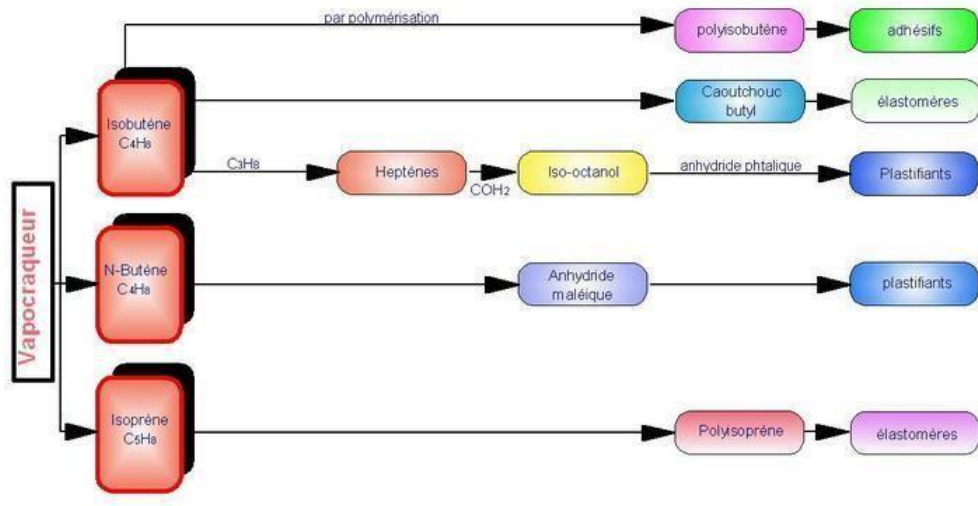 par polymérisation
polyisobutène
adhésifs
Isobutène
C4H8
Caoutchouc
butyl
élastomères
C3H8
Heptènes
COH2
Iso-octanol
anhydride phtalique
Plastifiants
Vapocraqueur
N-Butène
C4H8
Anhydride
maléique
plastifiants
Isoprène
C5H8
Polyisoprène
élastomères